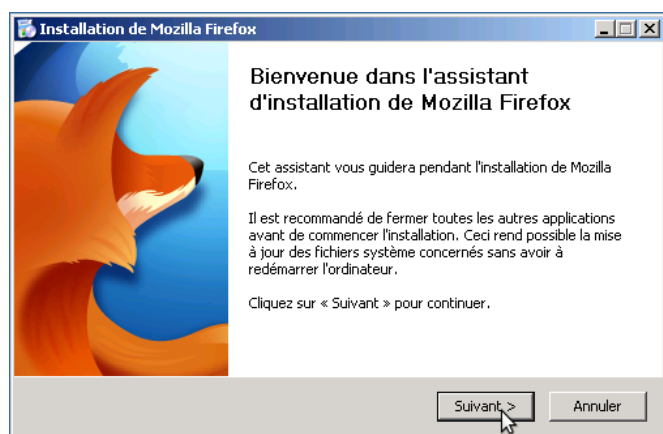 Installation de Mozilla Firefox
Bienvenue dans l'assistant
d'installation de Mozilla Firefox
Cet assistant vous guidera pendant l'installation de Mozilla
Firefox.
Il est recommandé de fermer toutes les autres applications
avant de commencer l'installation. Ceci rend possible la mise
à jour des fichiers système concernés sans avoir à
redémarrer l'ordinateur.
Cliquez sur « Suivant » pour continuer.
Suivant >
Annuler